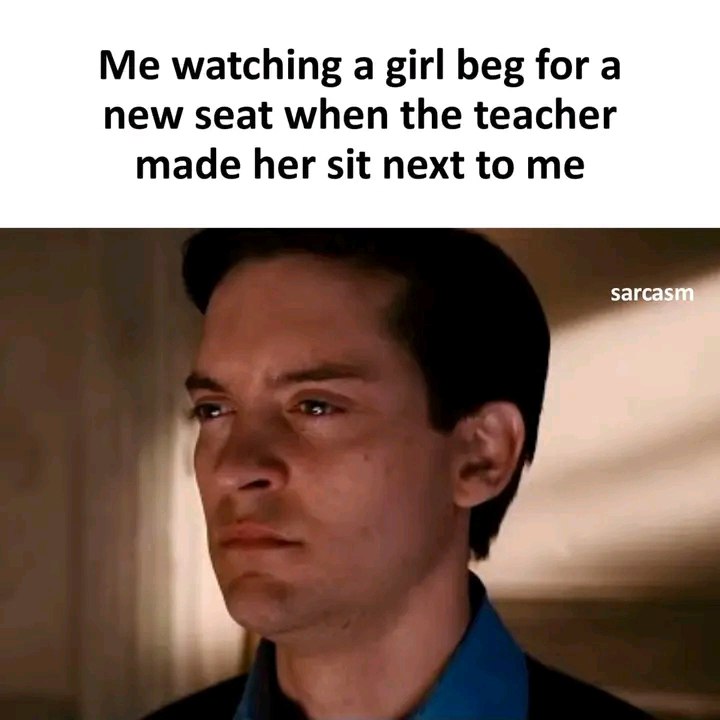 Me watching a girl beg for a
new seat when the teacher
made her sit next to me
sarcasm